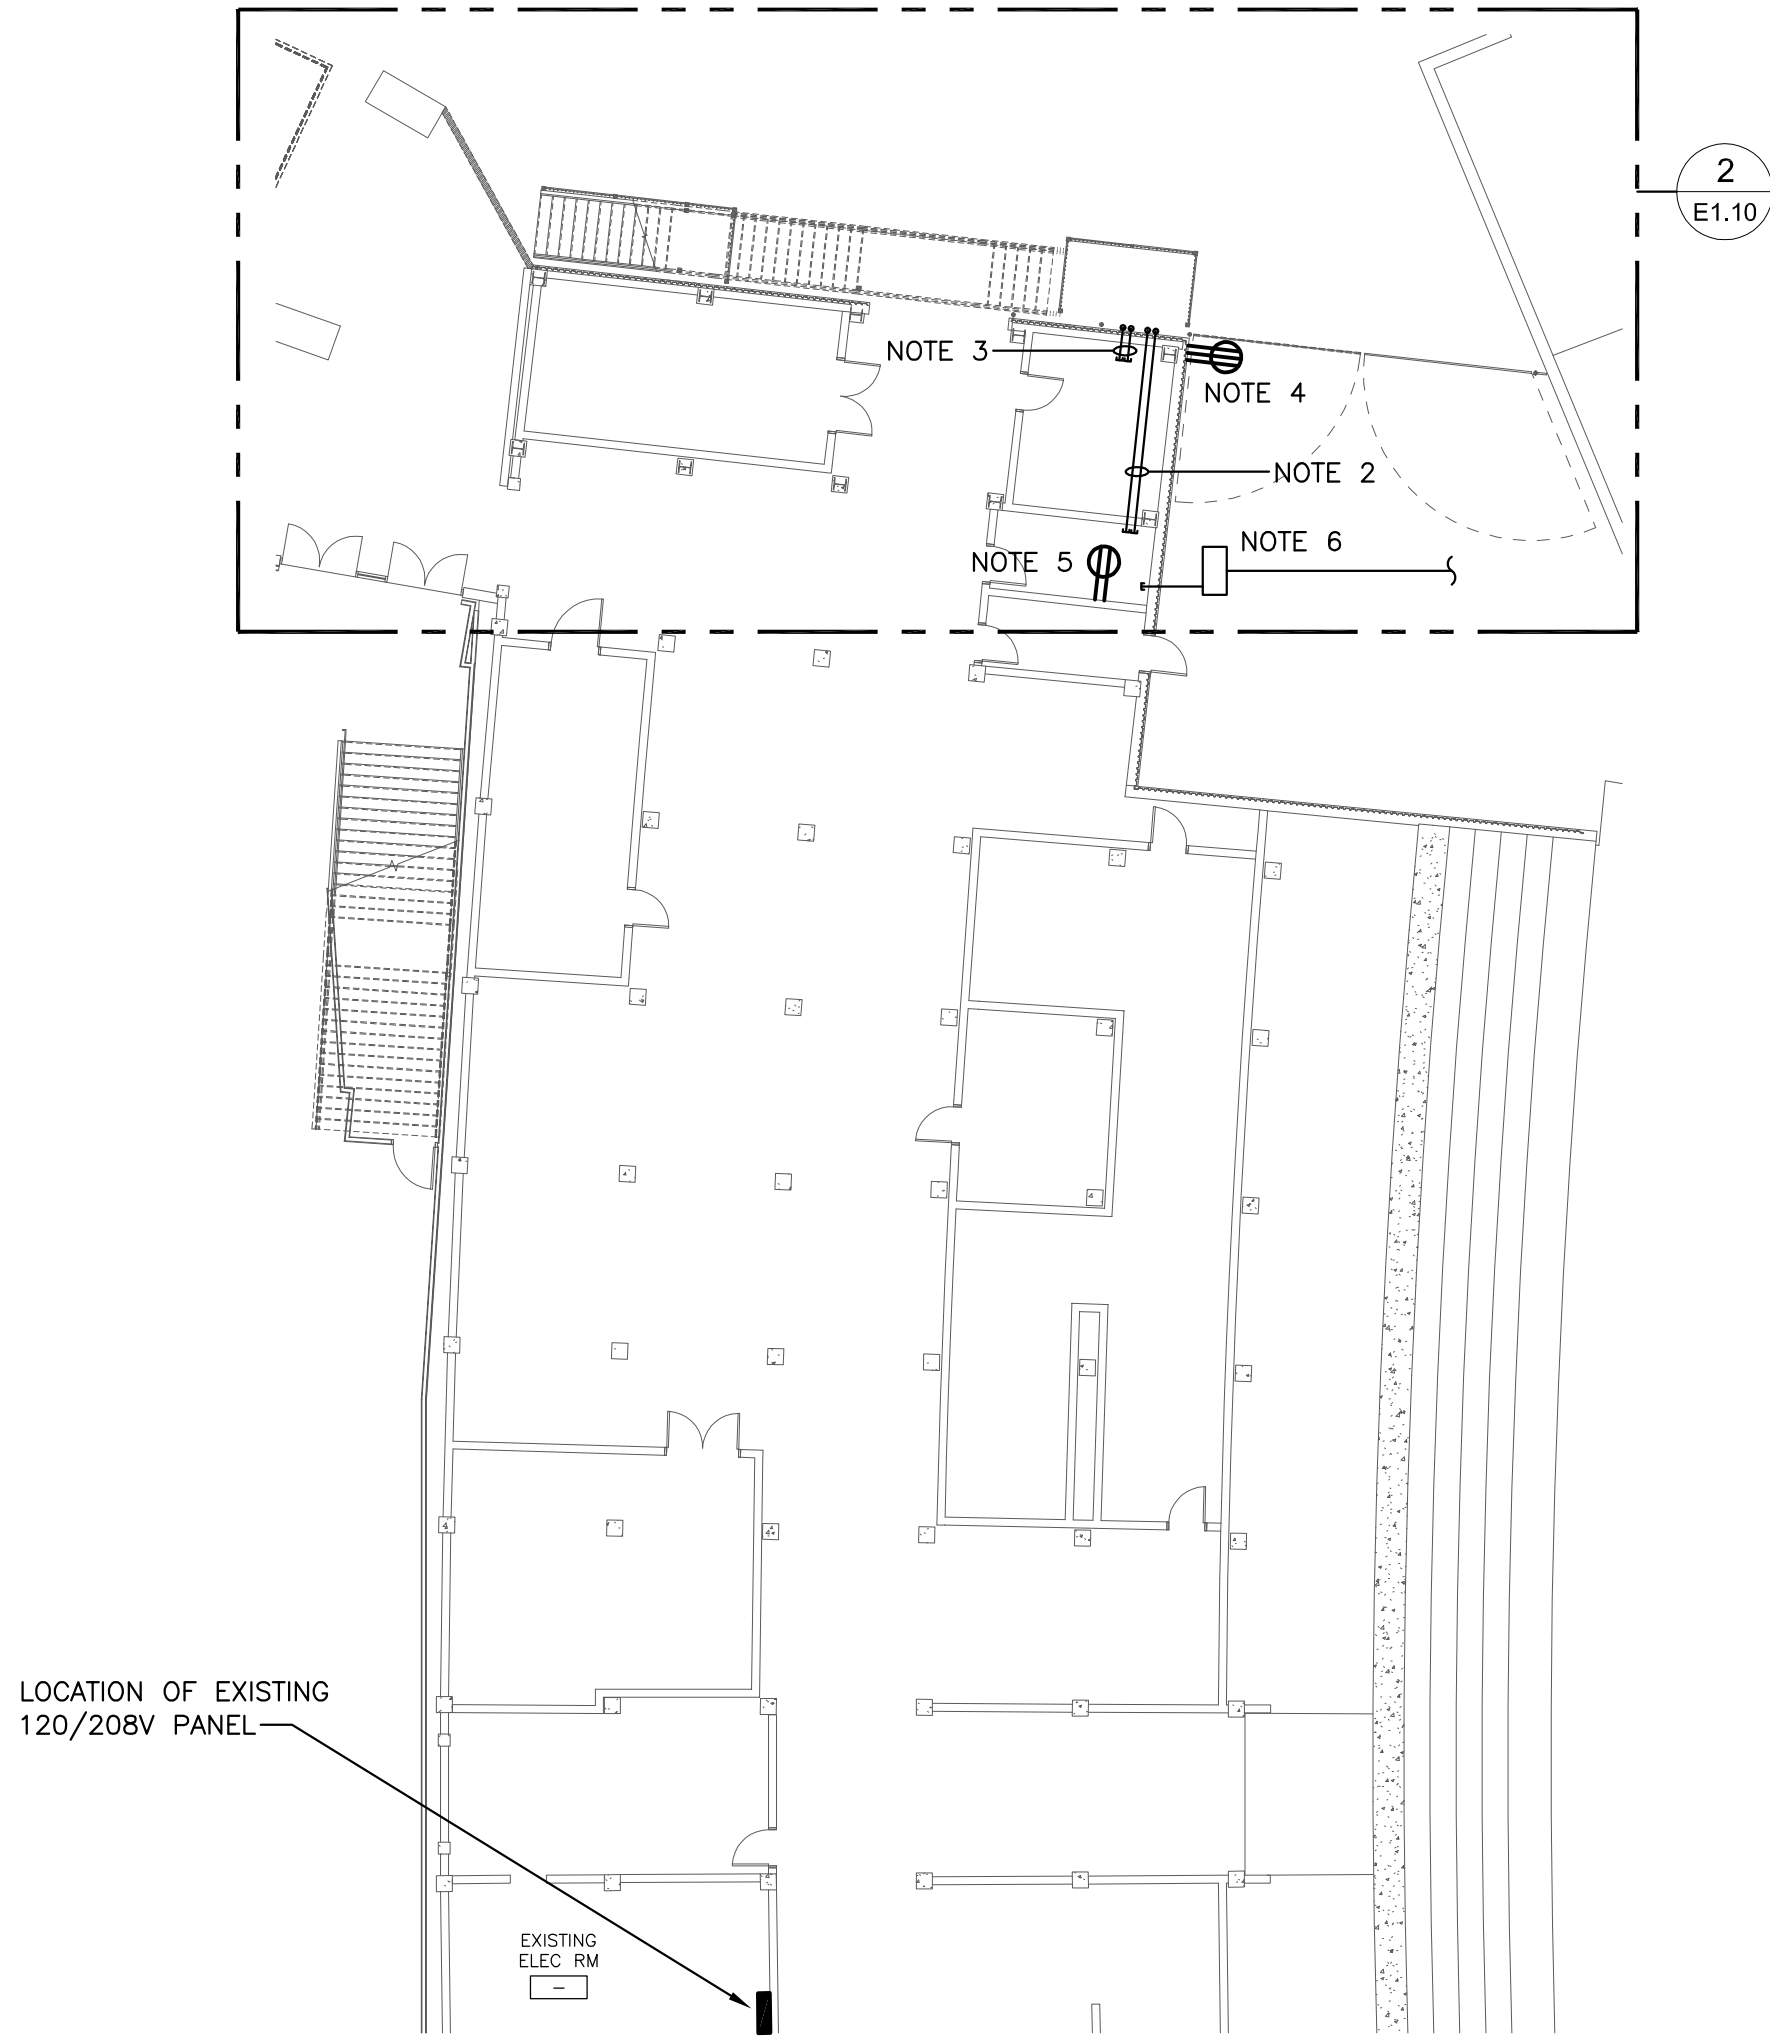 2
E1.10
NOTE 3
NOTE 4
NOTE 2
NOTE 6
NOTE 5
LOCATION OF EXISTING
120/208V PANEL
EXISTING
ELEC RM
–